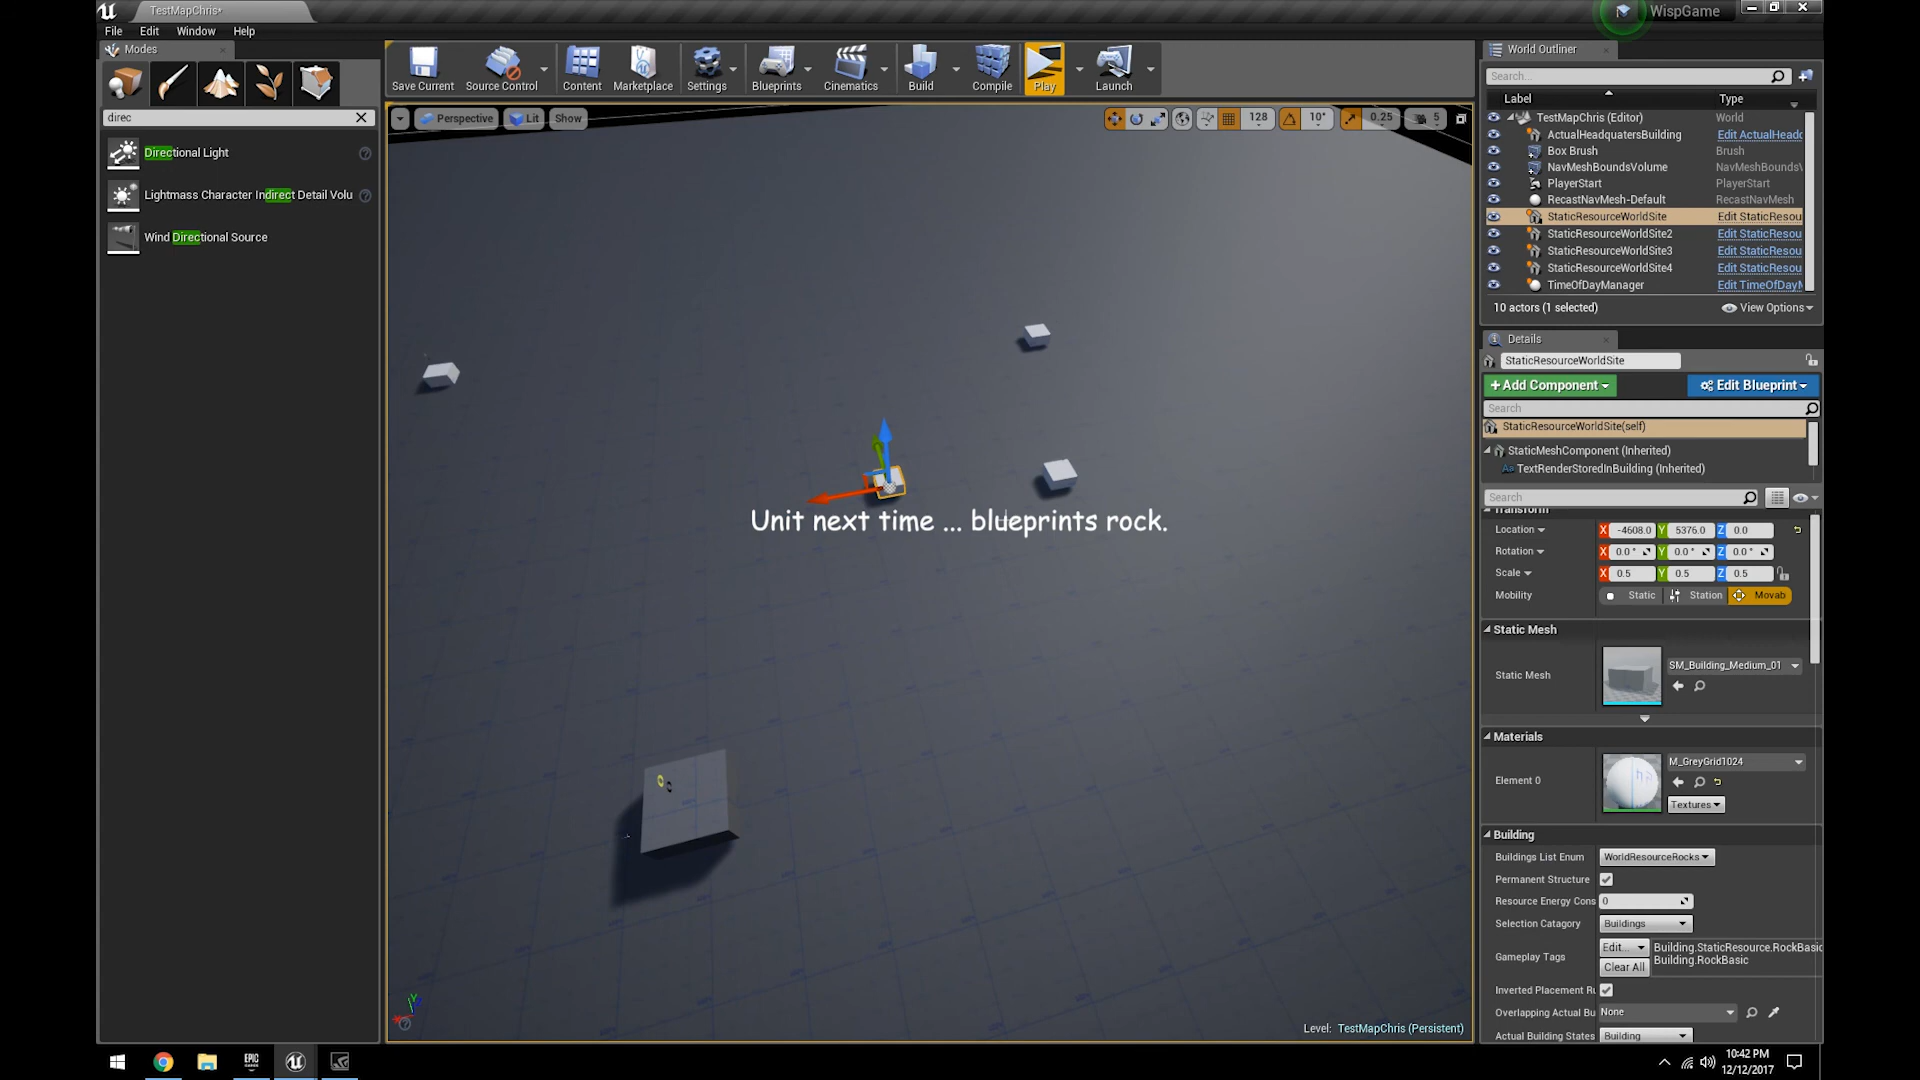 TestMapChris*
WispGame
File Edit Window Help
Modes
direc
Directional Light
Lightmass Character Indirect Detail Volu
Wind Directional Source
Save Current
Source Control
Content
Marketplace
Settings
Blueprints
Cinematics
Build
Compile
Play
Launch
Perspective Lit Show
128 10° 0.25 5
Unit next time ... blueprints rock.
Level: TestMapChris (Persistent)
World Outliner
Search...
Label Type
TestMapChris (Editor) World
ActualHeadquatersBuilding Edit ActualHeadq
Box Brush Brush
NavMeshBoundsVolume NavMeshBoundsV
PlayerStart PlayerStart
RecastNavMesh-Default RecastNavMesh
StaticResourceWorldSite Edit StaticResou
StaticResourceWorldSite2 Edit StaticResou
StaticResourceWorldSite3 Edit StaticResou
StaticResourceWorldSite4 Edit StaticResou
TimeOfDayManager Edit TimeOfDayM
10 actors (1 selected) View Options
Details
StaticResourceWorldSite
+Add Component Edit Blueprint
Search
StaticResourceWorldSite(self)
StaticMeshComponent (Inherited)
TextRenderStoredInBuilding (Inherited)
Search
Transform
Location X -4608.0 Y 5376.0 Z 0.0
Rotation X 0.0° Y 0.0° Z 0.0°
Scale X 0.5 Y 0.5 Z 0.5
Mobility Static Station Movab
Static Mesh
Static Mesh SM_Building_Medium_01
Materials
Element 0 M_GreyGrid1024
Textures
Building
Buildings List Enum WorldResourceRocks
Permanent Structure
Resource Energy Cons 0
Selection Catagory Buildings
Gameplay Tags Edit... Building.StaticResource.RockBasic
Clear All Building.RockBasic
Inverted Placement Ru
Overlapping Actual Bu None
Actual Building States Building
EPIC GAMES
10:42 PM
12/12/2017